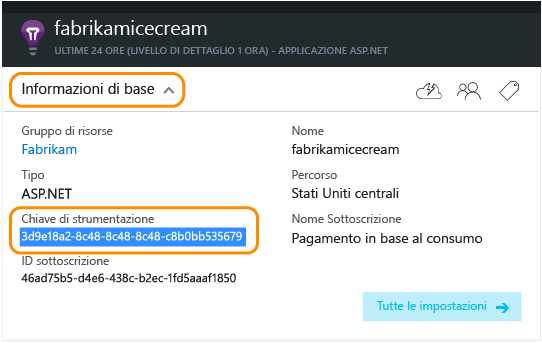 fabrikamicecream
ULTIME 24 ORE (LIVELLO DI DETTAGLIO 1 ORA) - APPLICAZIONE ASP.NET
Informazioni di base
Gruppo di risorse
Fabrikam
Nome
fabrikamicecream
Tipo
ASP.NET
Percorso
Stati Uniti centrali
Chiave di strumentazione
3d9e18a2-8c48-8c48-8c48-c8b0bb535679
Nome Sottoscrizione
Pagamento in base al consumo
ID sottoscrizione
46ad75b5-d4e6-438c-b2ec-1fd5aaaf1850
Tutte le impostazioni